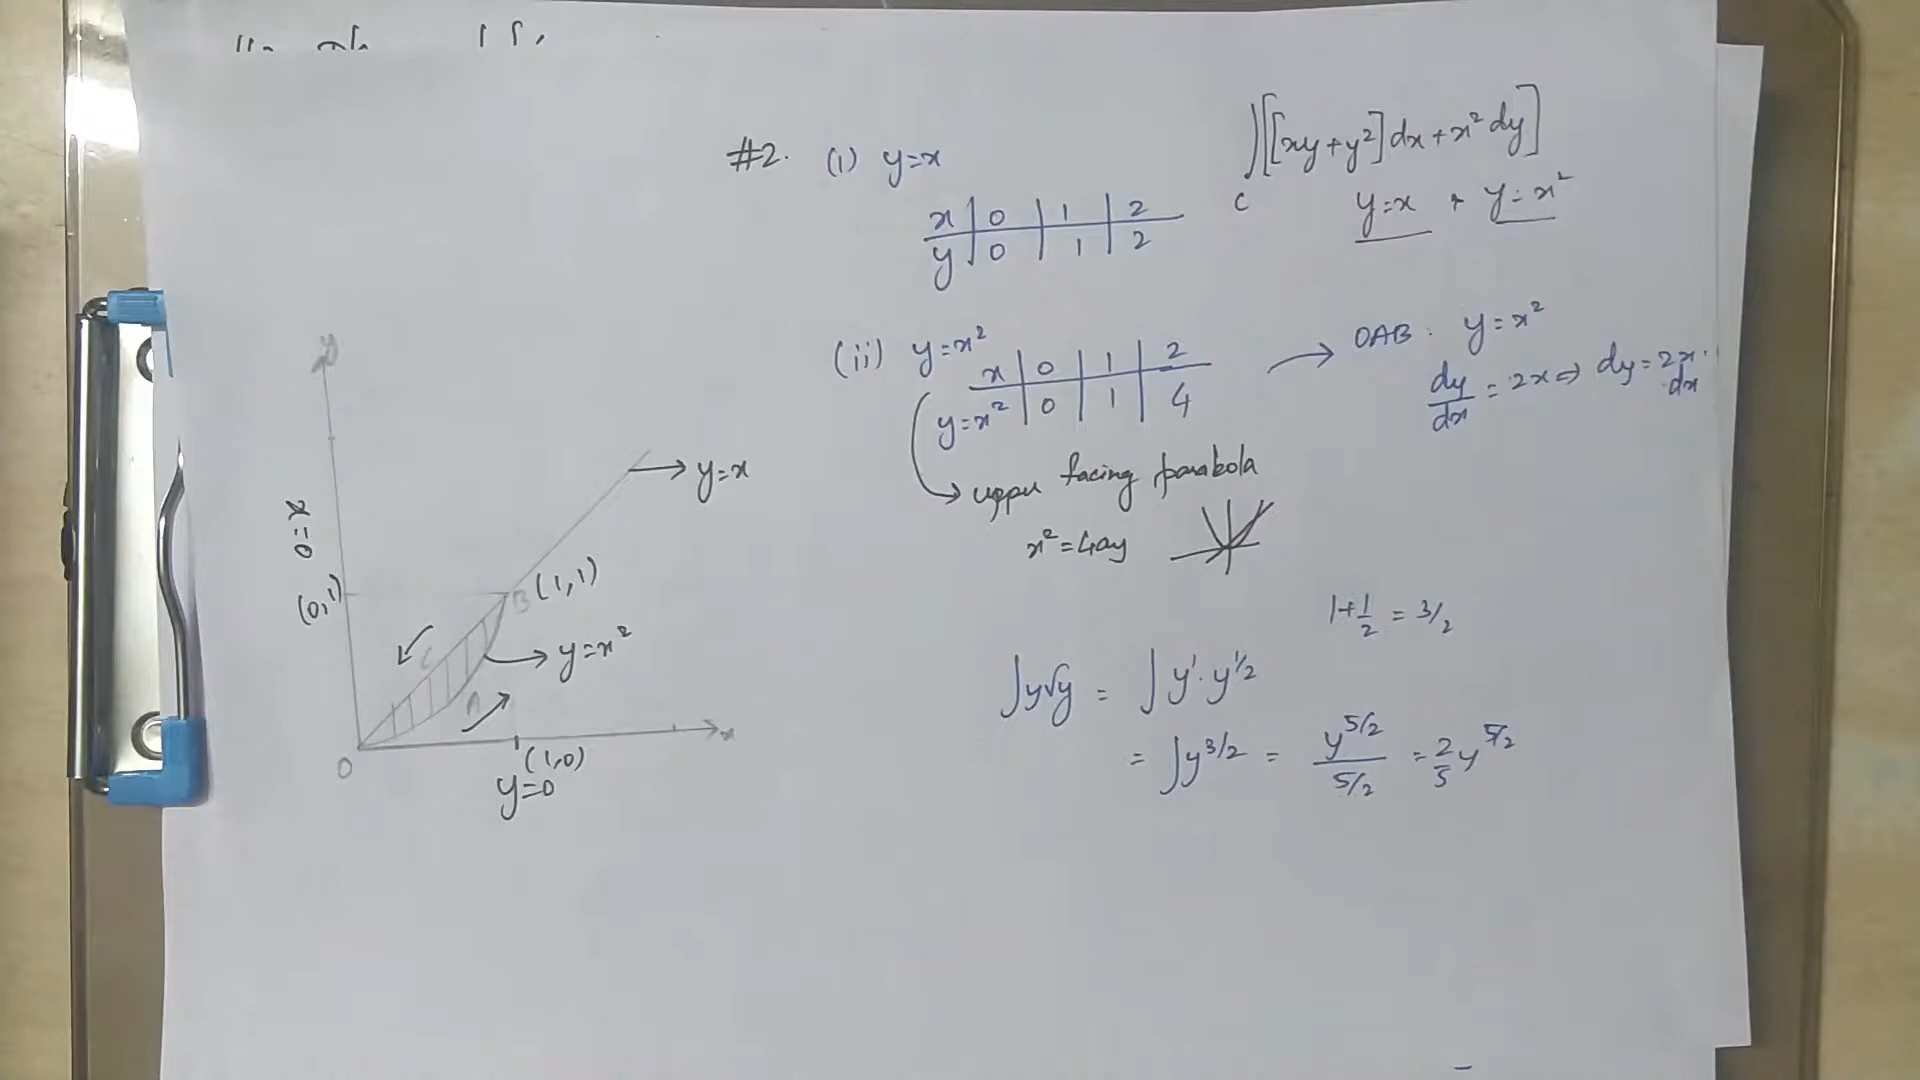 #2. (i) y=x
x | 0 | 1 | 2
y | 0 | 1 | 2
∫[[xy+y²]dx+x² dy]
C
y=x + y=x²
(ii) y=x²
x | 0 | 1 | 2
y=x² | 0 | 1 | 4
OAB: y=x²
dy/dx = 2x ⇒ dy=2x·dx
upper facing parabola
x²=4ay
y
x=0
(0,1)
y=x
B (1,1)
C
y=x²
A
O
(1,0)
x
y=0
1+1/2 = 3/2
∫y√y = ∫y¹·y^1/2
= ∫y^3/2 = y^5/2 / 5/2 = 2/5 y^5/2